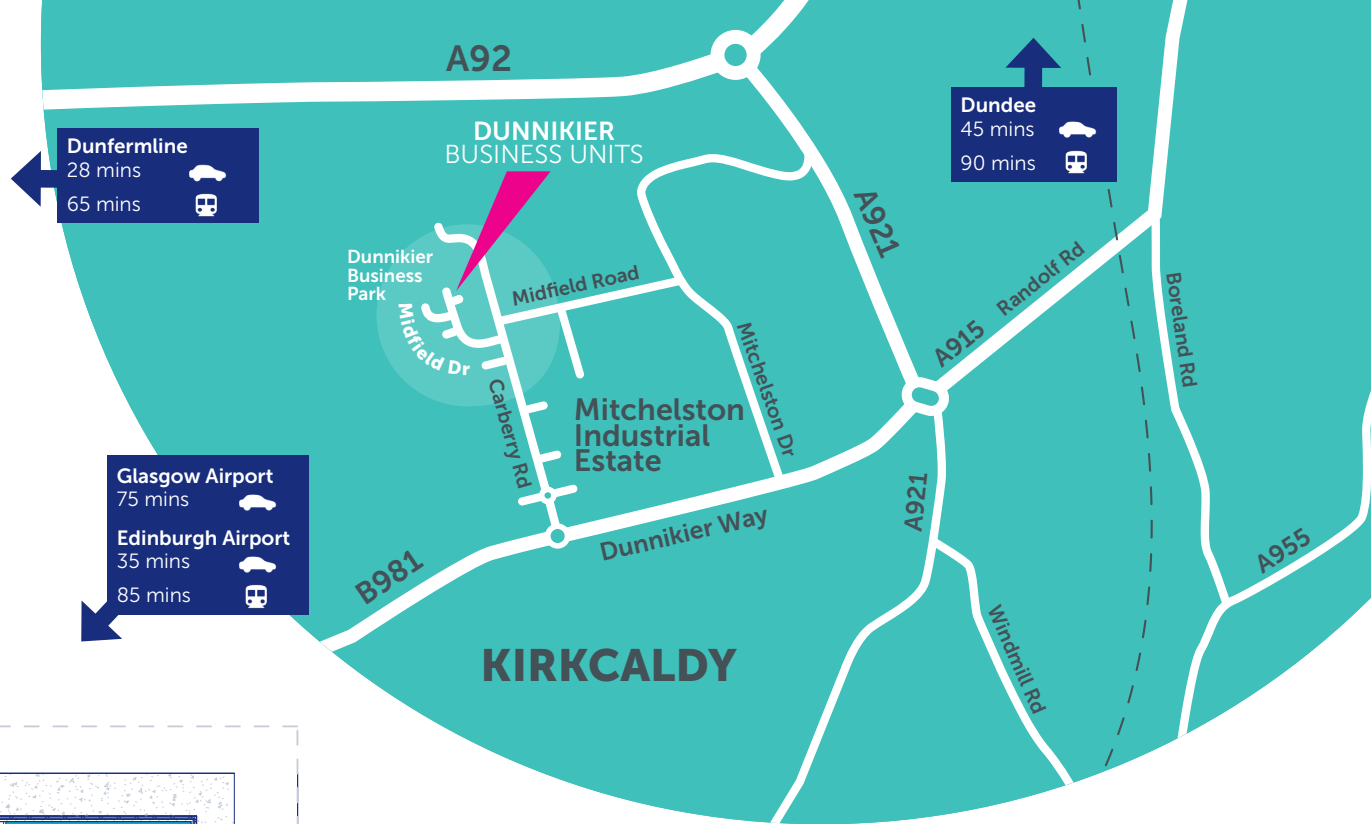 A92
DUNNIKIER
BUSINESS UNITS
Dundee
45 mins
90 mins
Dunfermline
28 mins
65 mins
A921
Randolf Rd
A915
Boreland Rd
Dunnikier
Business
Park
Midfield Road
Midfield Dr
Mitchelston Dr
Carberry Rd
Mitchelston
Industrial
Estate
Glasgow Airport
75 mins
Edinburgh Airport
35 mins
85 mins
A921
Dunnikier Way
B981
A955
Windmill Rd
KIRKCALDY